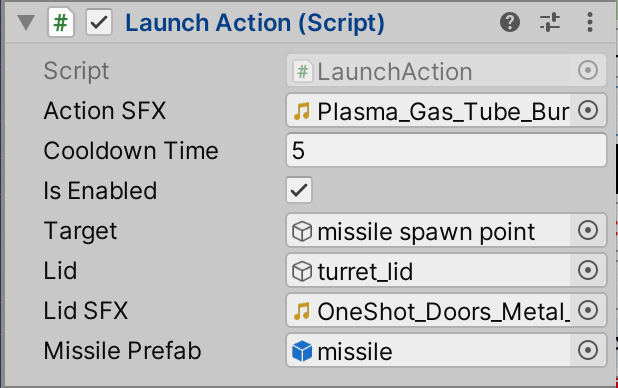 # Launch Action (Script)
Script # LaunchAction
Action SFX Plasma_Gas_Tube_Bur
Cooldown Time 5
Is Enabled
Target missile spawn point
Lid turret_lid
Lid SFX OneShot_Doors_Metal_
Missile Prefab missile